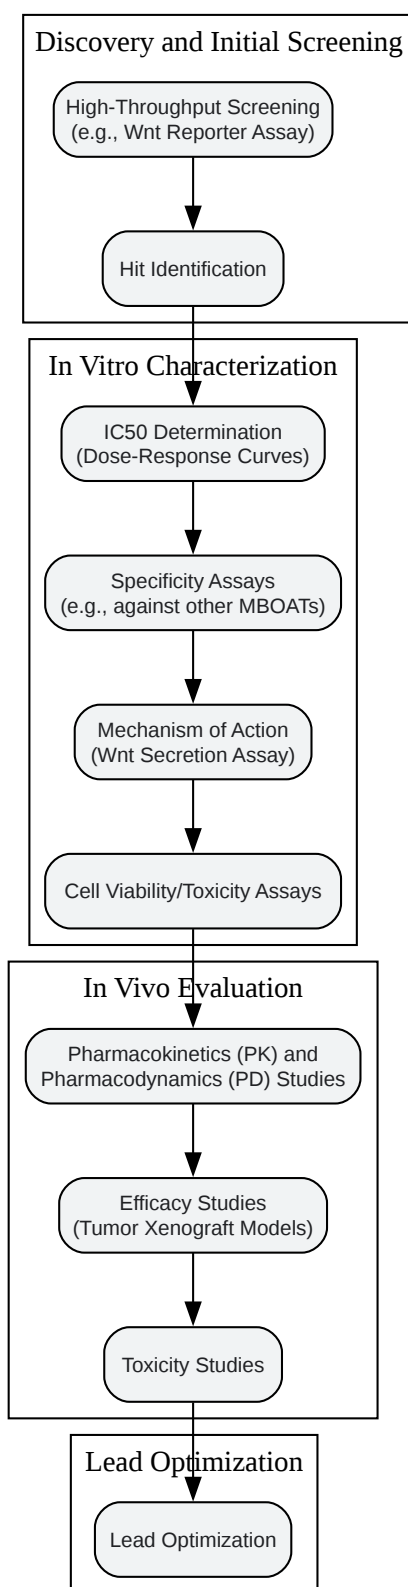 Discovery and Initial Screening
High-Throughput Screening
(e.g., Wnt Reporter Assay)
Hit Identification
In Vitro Characterization
IC50 Determination
(Dose-Response Curves)
Specificity Assays
(e.g., against other MBOATs)
Mechanism of Action
(Wnt Secretion Assay)
Cell Viability/Toxicity Assays
In Vivo Evaluation
Pharmacokinetics (PK) and
Pharmacodynamics (PD) Studies
Efficacy Studies
(Tumor Xenograft Models)
Toxicity Studies
Lead Optimization
Lead Optimization